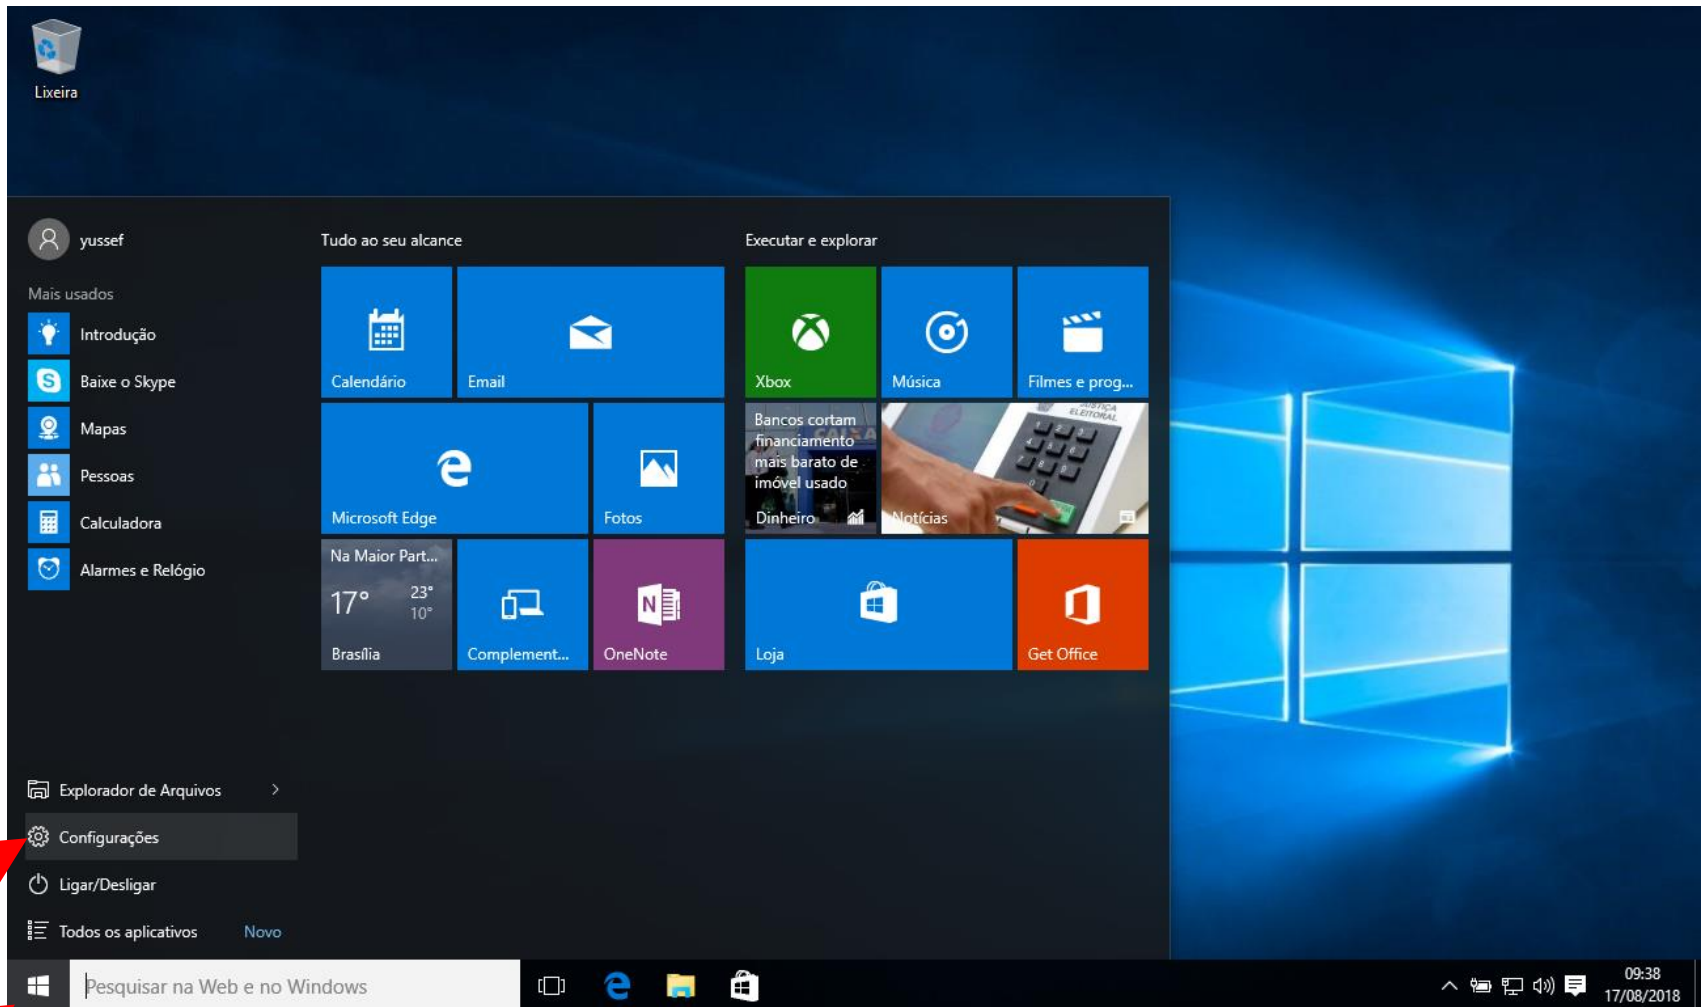 Lixeira
yussef
Mais usados
Introdução
Baixe o Skype
Mapas
Pessoas
Calculadora
Alarmes e Relógio
Explorador de Arquivos
Configurações
Ligar/Desligar
Todos os aplicativos Novo
Tudo ao seu alcance
Calendário
Email
Microsoft Edge
Fotos
Na Maior Part...
17° 23°
10°
Brasília
Complement...
OneNote
Executar e explorar
Xbox
Música
Filmes e prog...
Bancos cortam
financiamento
mais barato de
imóvel usado
Dinheiro
CAIXA
JUSTIÇA
ELEITORAL
Notícias
Loja
Get Office
Pesquisar na Web e no Windows
09:38
17/08/2018